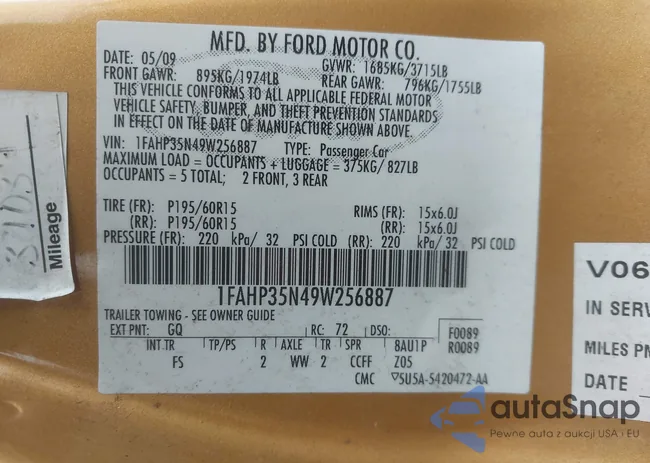 MFD. BY FORD MOTOR CO.
DATE: 05/09 GVWR: 1685KG/3715LB
FRONT GAWR: 895KG/1974LB REAR GAWR: 796KG/1755LB
THIS VEHICLE CONFORMS TO ALL APPLICABLE FEDERAL MOTOR
VEHICLE SAFETY, BUMPER, AND THEFT PREVENTION STANDARDS
IN EFFECT ON THE DATE OF MANUFACTURE SHOWN ABOVE.
VIN: 1FAHP35N49W256887 TYPE: Passenger Car
MAXIMUM LOAD = OCCUPANTS + LUGGAGE = 375KG/ 827LB
OCCUPANTS = 5 TOTAL; 2 FRONT, 3 REAR
TIRE (FR): P195/60R15 RIMS (FR): 15x6.0J
(RR): P195/60R15 (RR): 15x6.0J
PRESSURE (FR): 220 kPa/ 32 PSI COLD (RR): 220 kPa/ 32 PSI COLD
1FAHP35N49W256887
TRAILER TOWING - SEE OWNER GUIDE
EXT PNT: GQ RC: 72 DSO: F0089
INT TR TP/PS R AXLE TR SPR 8AU1P R0089
FS 2 WW 2 CCFF Z05
CMC ▽SU5A-5420472-AA
Mileage
V06
IN SERV
MILES PM
DATE
autaSnap
Pewne auta z aukcji USA i EU